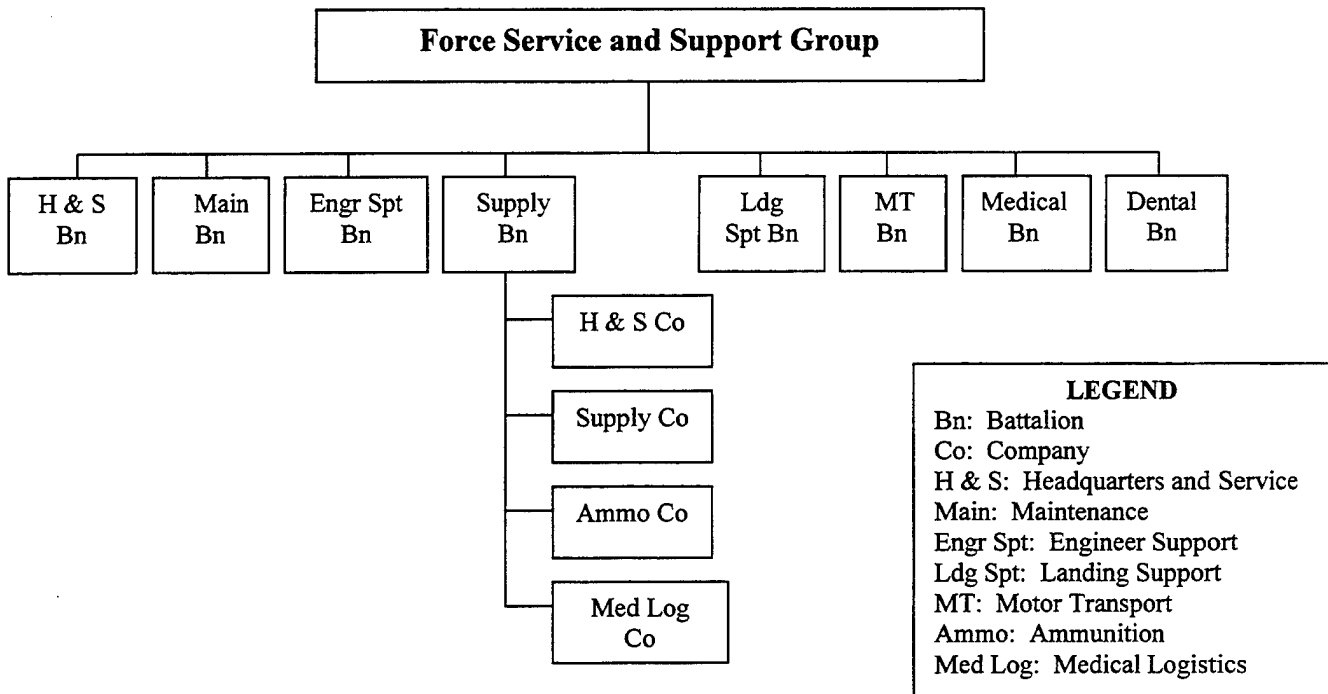 Force Service and Support Group
H & S
Bn
Main
Bn
Engr Spt
Bn
Supply
Bn
Ldg
Spt Bn
MT
Bn
Medical
Bn
Dental
Bn
H & S Co
Supply Co
Ammo Co
Med Log
Co
LEGEND
Bn: Battalion
Co: Company
H & S: Headquarters and Service
Main: Maintenance
Engr Spt: Engineer Support
Ldg Spt: Landing Support
MT: Motor Transport
Ammo: Ammunition
Med Log: Medical Logistics